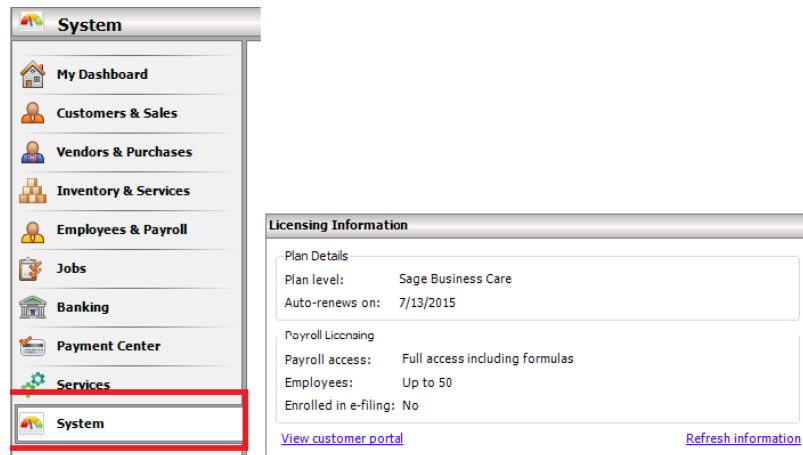 System
My Dashboard
Customers & Sales
Vendors & Purchases
Inventory & Services
Employees & Payroll
Jobs
Banking
Payment Center
Services
System
Licensing Information
Plan Details
Plan level: Sage Business Care
Auto-renews on: 7/13/2015
Payroll Licensing
Payroll access: Full access including formulas
Employees: Up to 50
Enrolled in e-filing: No
View customer portal Refresh information